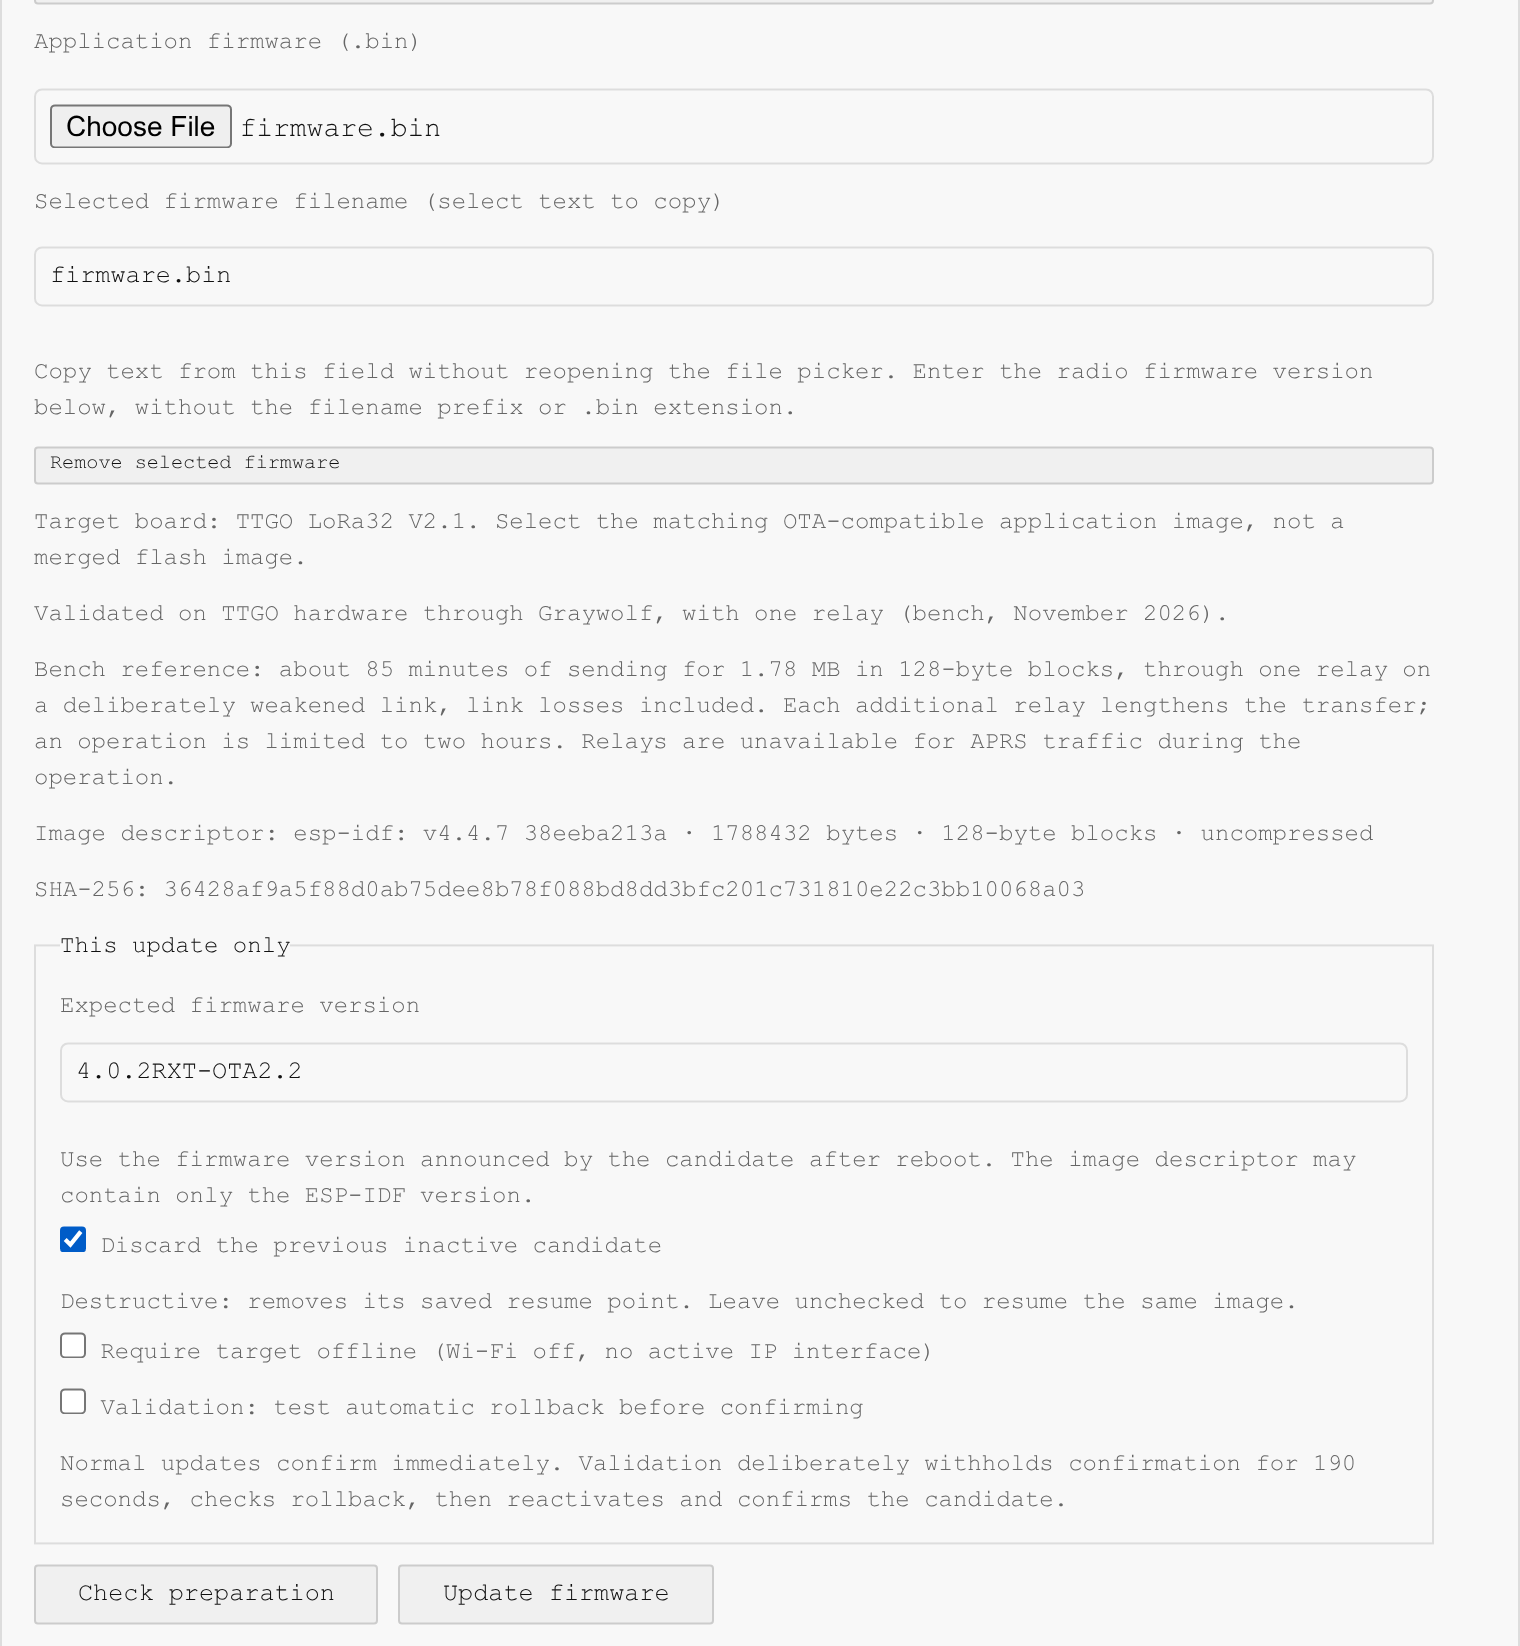 Application firmware (.bin)
Choose File firmware.bin
Selected firmware filename (select text to copy)
firmware.bin
Copy text from this field without reopening the file picker. Enter the radio firmware version
below, without the filename prefix or .bin extension.
Remove selected firmware
Target board: TTGO LoRa32 V2.1. Select the matching OTA-compatible application image, not a
merged flash image.
Validated on TTGO hardware through Graywolf, with one relay (bench, November 2026).
Bench reference: about 85 minutes of sending for 1.78 MB in 128-byte blocks, through one relay on
a deliberately weakened link, link losses included. Each additional relay lengthens the transfer;
an operation is limited to two hours. Relays are unavailable for APRS traffic during the
operation.
Image descriptor: esp-idf: v4.4.7 38eeba213a · 1788432 bytes · 128-byte blocks · uncompressed
SHA-256: 36428af9a5f88d0ab75dee8b78f088bd8dd3bfc201c731810e22c3bb10068a03
This update only
Expected firmware version
4.0.2RXT-OTA2.2
Use the firmware version announced by the candidate after reboot. The image descriptor may
contain only the ESP-IDF version.
Discard the previous inactive candidate
Destructive: removes its saved resume point. Leave unchecked to resume the same image.
Require target offline (Wi-Fi off, no active IP interface)
Validation: test automatic rollback before confirming
Normal updates confirm immediately. Validation deliberately withholds confirmation for 190
seconds, checks rollback, then reactivates and confirms the candidate.
Check preparation
Update firmware